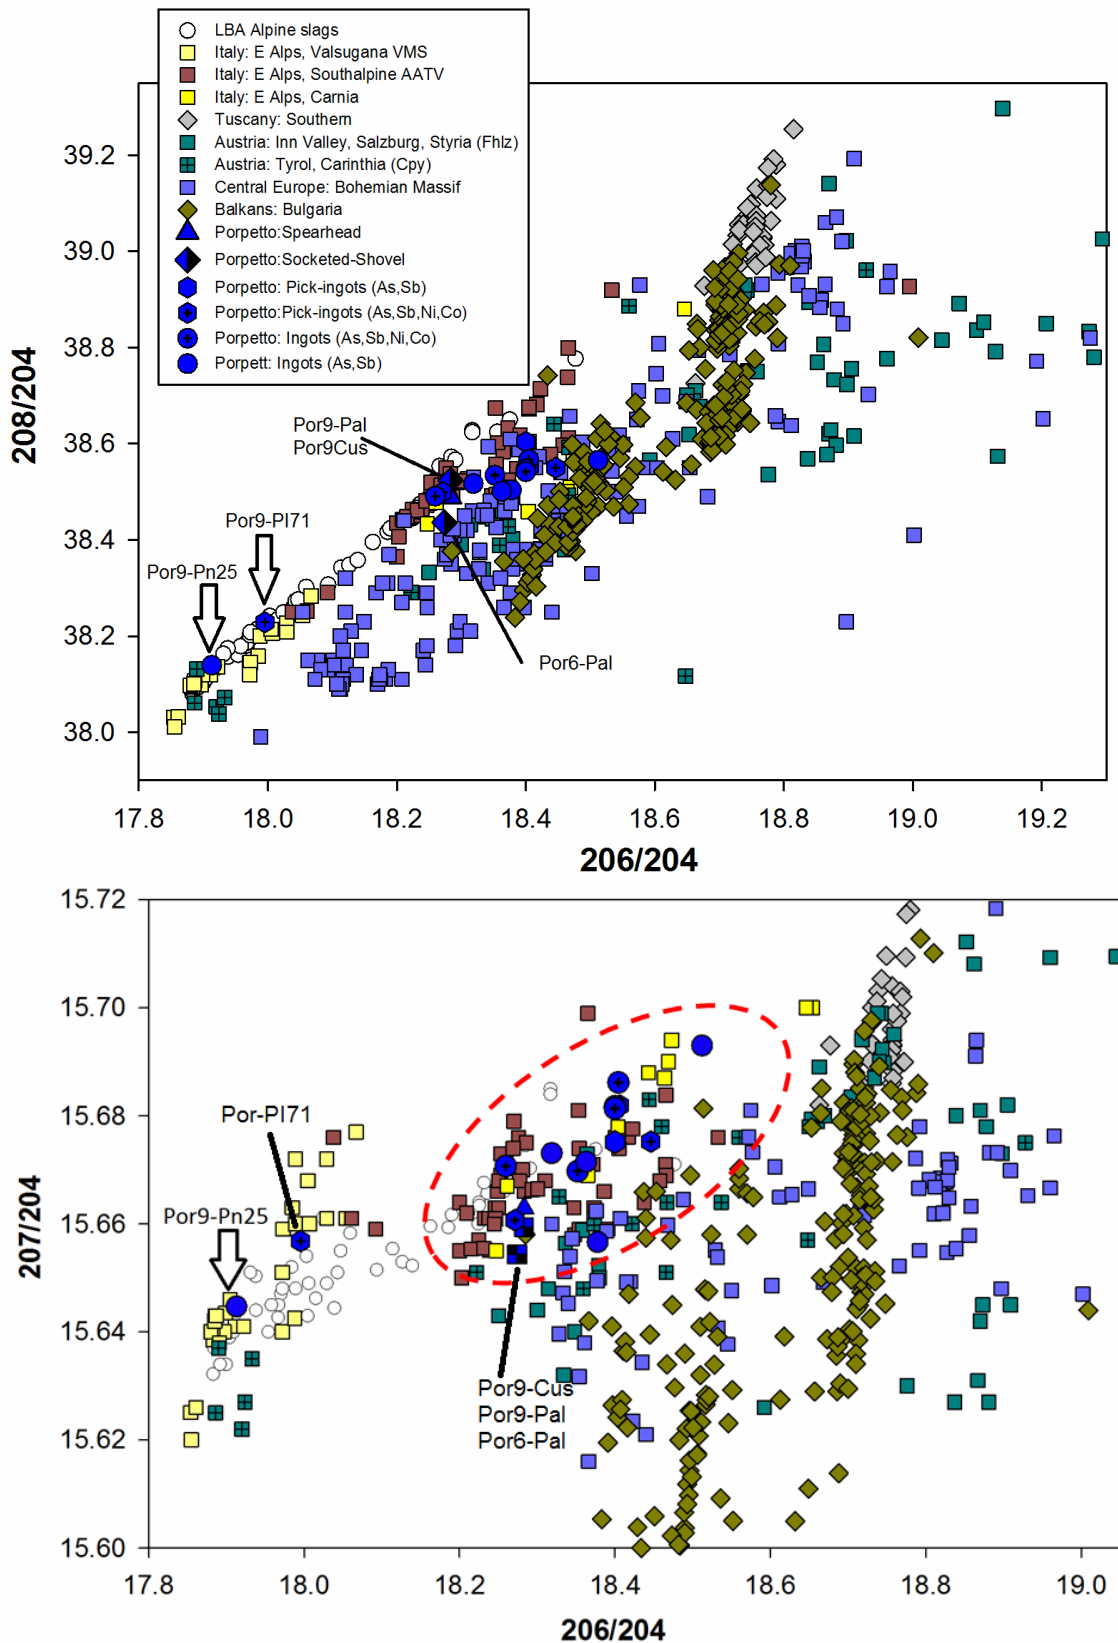 LBA Alpine slags
Italy: E Alps, Valsugana VMS
Italy: E Alps, Southalpine AATV
Italy: E Alps, Carnia
Tuscany: Southern
Austria: Inn Valley, Salzburg, Styria (Fhlz)
Austria: Tyrol, Carinthia (Cpy)
Central Europe: Bohemian Massif
Balkans: Bulgaria
Porpetto:Spearhead
Porpetto:Socketed-Shovel
Porpetto: Pick-ingots (As,Sb)
Porpetto:Pick-ingots (As,Sb,Ni,Co)
Porpetto: Ingots (As,Sb,Ni,Co)
Porpett: Ingots (As,Sb)
39.2
39.0
38.8
38.6
38.4
38.2
38.0
208/204
Por9-Pal
Por9Cus
Por9-PI71
Por9-Pn25
Por6-Pal
17.8 18.0 18.2 18.4 18.6 18.8 19.0 19.2
206/204
15.72
15.70
15.68
15.66
15.64
15.62
15.60
207/204
Por-PI71
Por9-Pn25
Por9-Cus
Por9-Pal
Por6-Pal
17.8 18.0 18.2 18.4 18.6 18.8 19.0
206/204